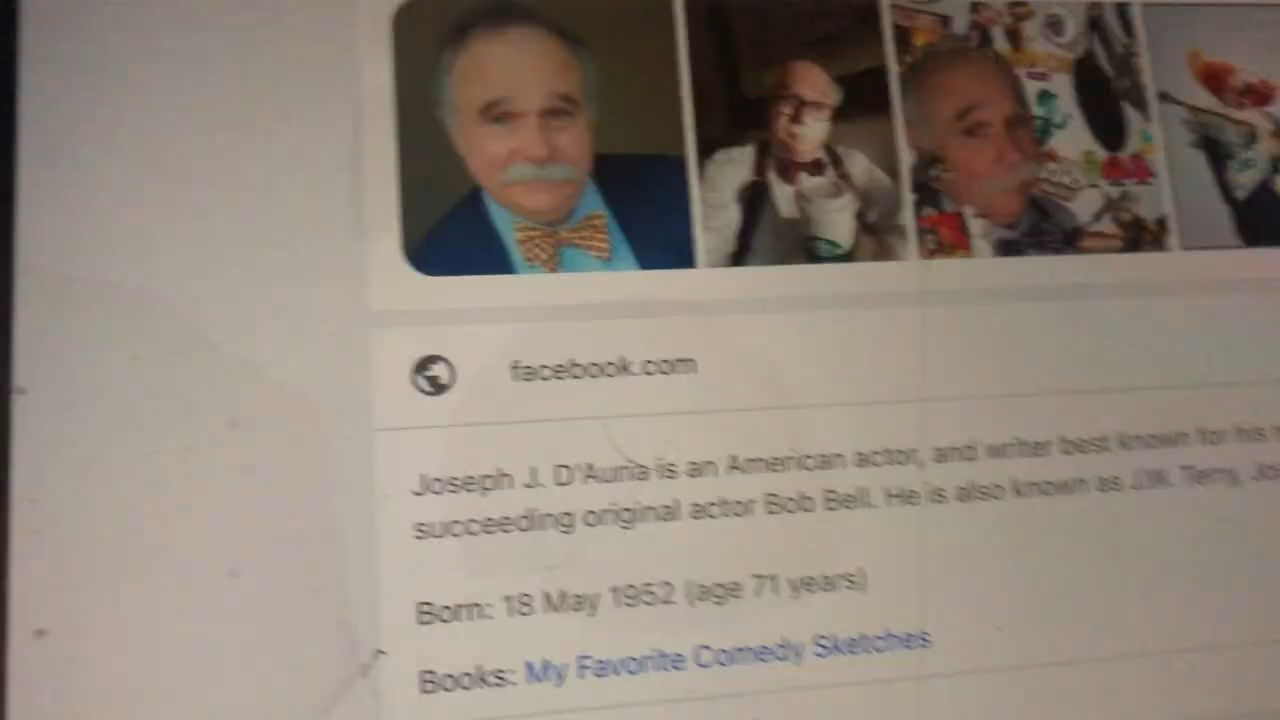 facebook.com
Joseph J. D'Auria is an American actor, and writer best known for his
succeeding original actor Bob Bell. He is also known as J.W. Terry,
Born: 18 May 1952 (age 71 years)
Books: My Favorite Comedy Sketches